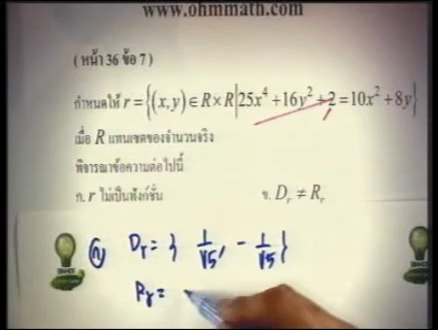 www.ohmmath.com
(หน้า 36 ข้อ 7)
กำหนดให้ r = {(x, y) ∈ R × R | 25x⁴ + 16y² + 2 = 10x² + 8y}
เมื่อ R แทนเซตของจำนวนจริง
พิจารณาข้อความต่อไปนี้
ก. r ไม่เป็นฟังก์ชั่น ข. Dᵣ ≠ Rᵣ
Dᵣ = { 1/√5, - 1/√5 }
Rᵣ =